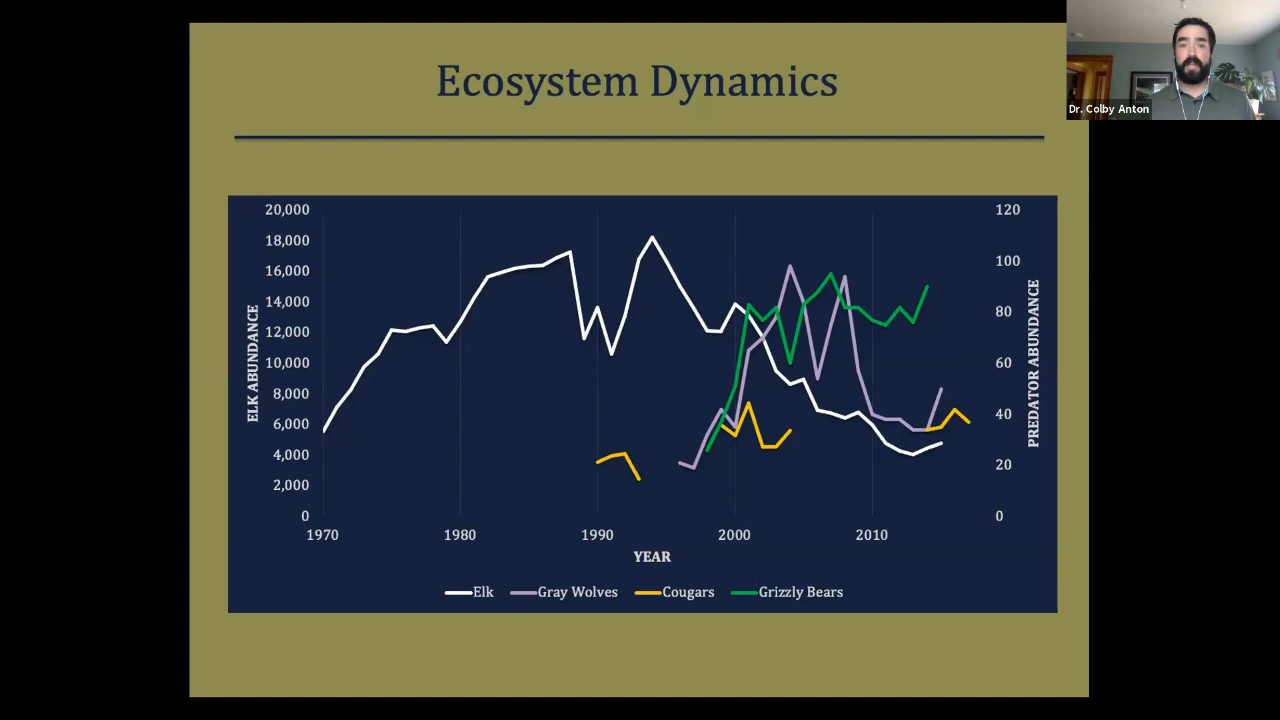 Ecosystem Dynamics
Dr. Colby Anton
20,000
18,000
16,000
14,000
12,000
10,000
8,000
6,000
4,000
2,000
0
ELK ABUNDANCE
120
100
80
60
40
20
0
PREDATOR ABUNDANCE
1970 1980 1990 2000 2010
YEAR
Elk Gray Wolves Cougars Grizzly Bears